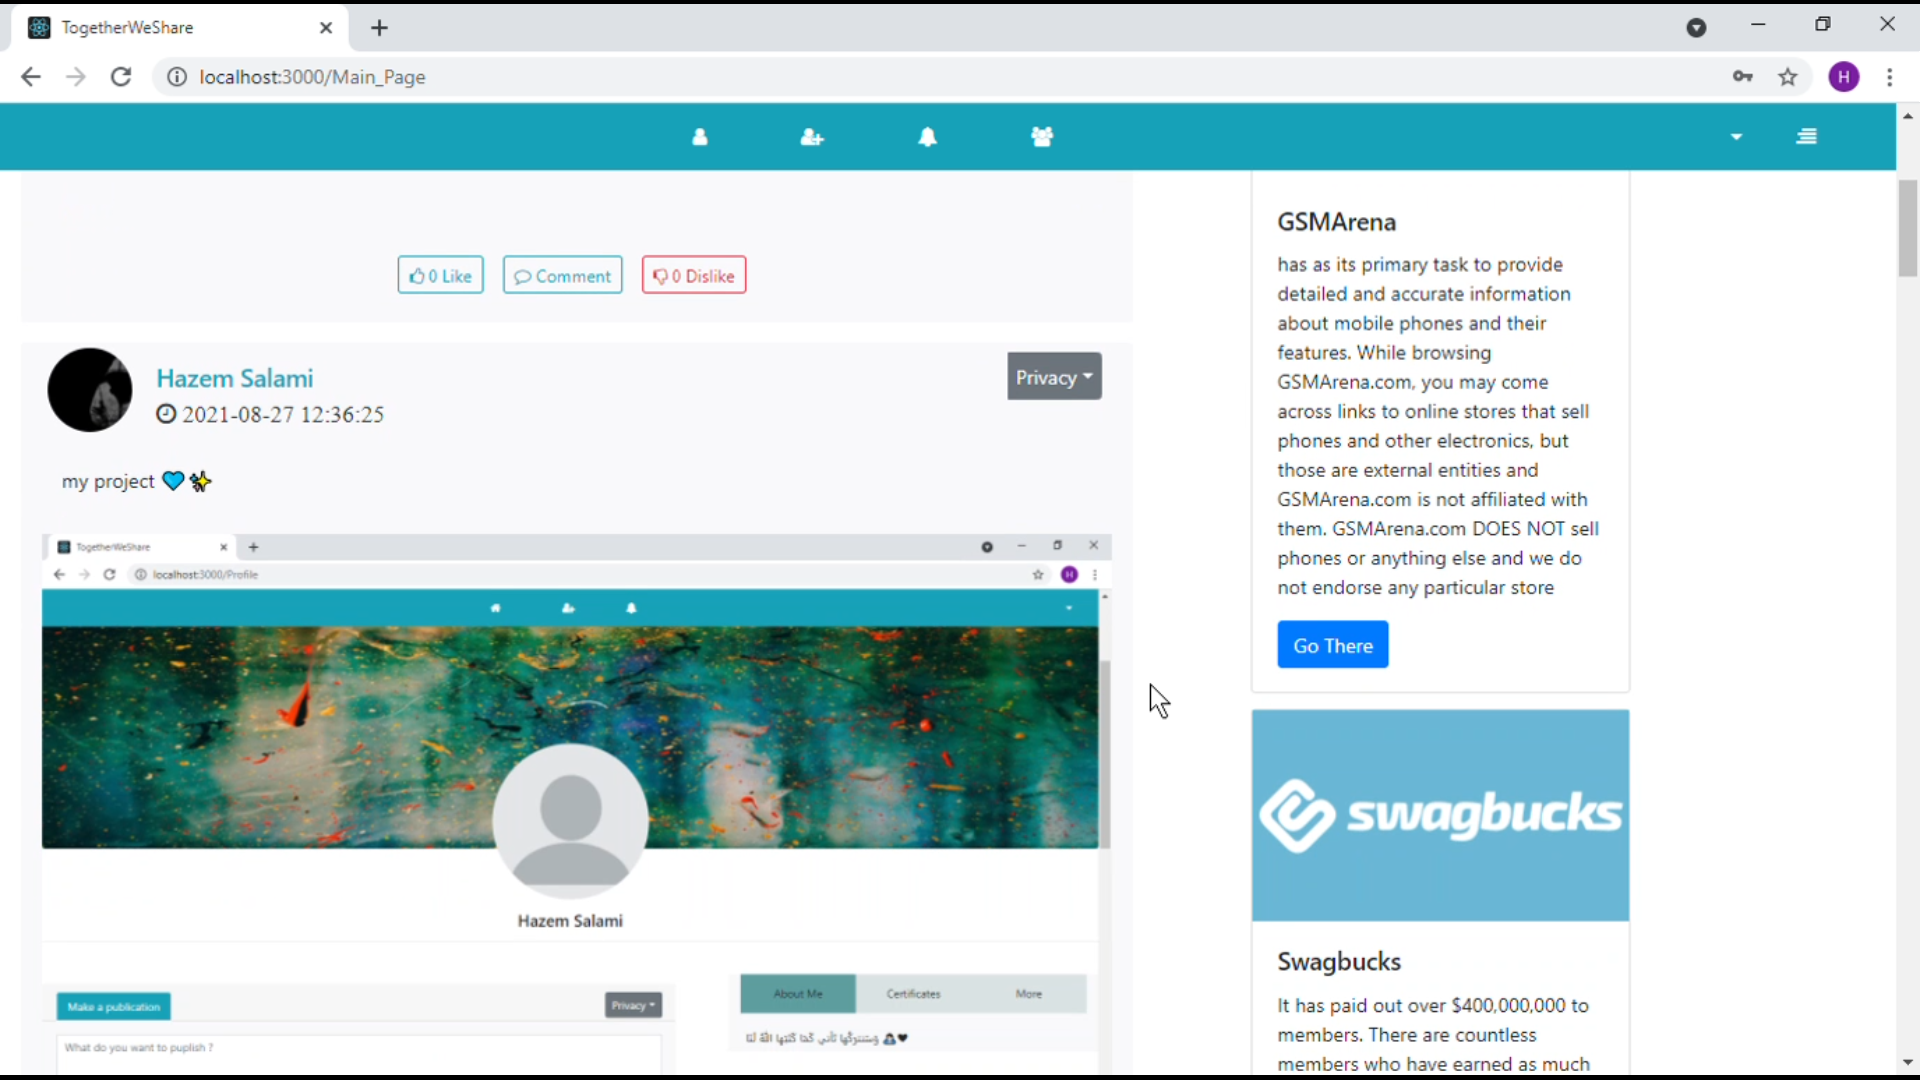 TogetherWeShare
localhost:3000/Main_Page
H
0 Like
Comment
0 Dislike
Hazem Salami
2021-08-27 12:36:25
Privacy
my project 💙✨
TogetherWeShare
localhost:3000/Profile
H
Hazem Salami
Make a publication
Privacy
What do you want to puplish ?
About Me
Certificates
More
GSMArena
has as its primary task to provide
detailed and accurate information
about mobile phones and their
features. While browsing
GSMArena.com, you may come
across links to online stores that sell
phones and other electronics, but
those are external entities and
GSMArena.com is not affiliated with
them. GSMArena.com DOES NOT sell
phones or anything else and we do
not endorse any particular store
Go There
swagbucks
Swagbucks
It has paid out over $400,000,000 to
members. There are countless
members who have earned as much